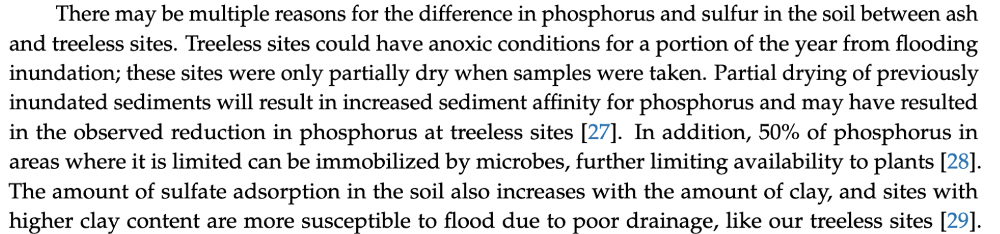 There may be multiple reasons for the difference in phosphorus and sulfur in the soil between ash
and treeless sites. Treeless sites could have anoxic conditions for a portion of the year from flooding
inundation; these sites were only partially dry when samples were taken. Partial drying of previously
inundated sediments will result in increased sediment affinity for phosphorus and may have resulted
in the observed reduction in phosphorus at treeless sites [27]. In addition, 50% of phosphorus in
areas where it is limited can be immobilized by microbes, further limiting availability to plants [28].
The amount of sulfate adsorption in the soil also increases with the amount of clay, and sites with
higher clay content are more susceptible to flood due to poor drainage, like our treeless sites [29].